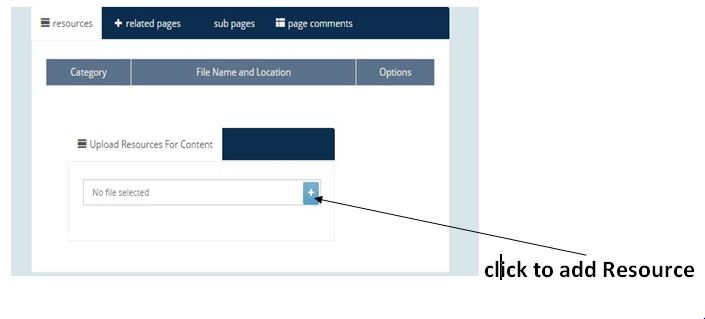 resources related pages sub pages page comments
Category File Name and Location Options
Upload Resources For Content
No file selected
click to add Resource